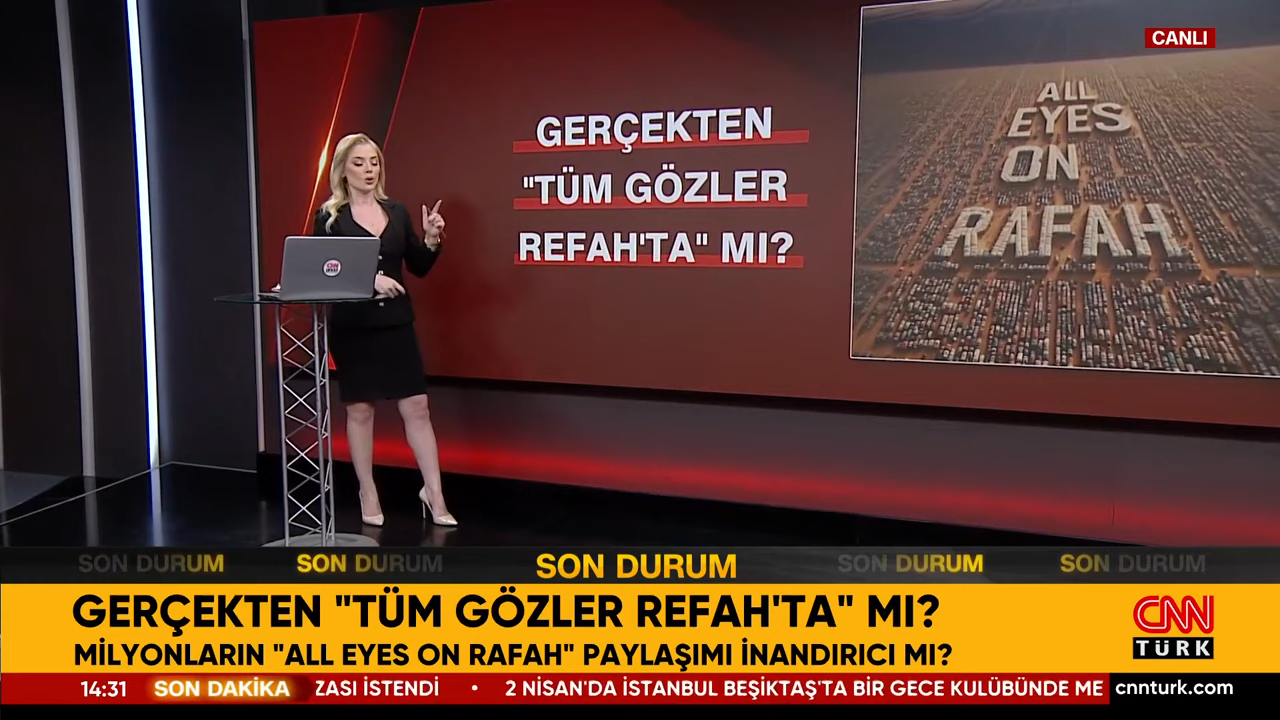 CANLI
GERÇEKTEN
"TÜM GÖZLER
REFAH'TA" MI?
ALL
EYES
ON
RAFAH
CNN
TÜRK
SON DURUM
SON DURUM
SON DURUM
SON DURUM
SON DURUM
GERÇEKTEN "TÜM GÖZLER REFAH'TA" MI?
MİLYONLARIN "ALL EYES ON RAFAH" PAYLAŞIMI İNANDIRICI MI?
CNN
TÜRK
14:31 SON DAKİKA ZASI İSTENDİ • 2 NİSAN'DA İSTANBUL BEŞİKTAŞ'TA BİR GECE KULÜBÜNDE ME cnnturk.com